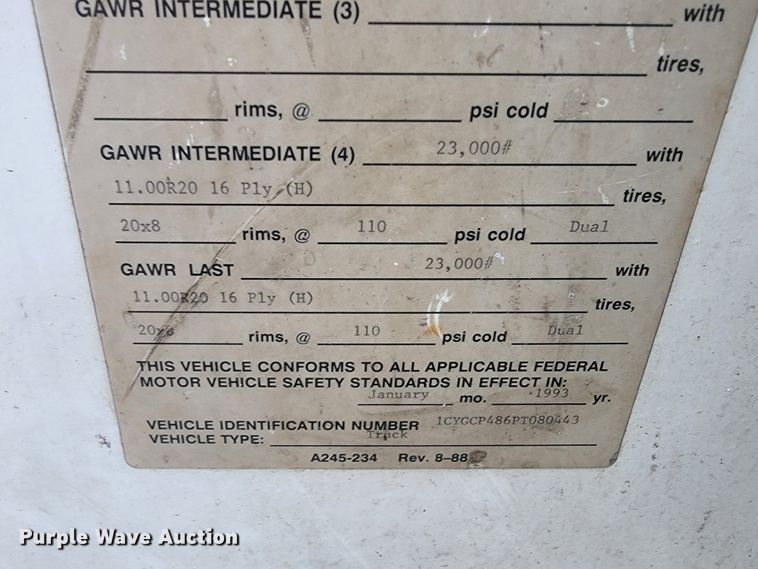 GAWR INTERMEDIATE (3) with
tires,
rims, @ psi cold
GAWR INTERMEDIATE (4) 23,000# with
11.00R20 16 Ply (H) tires,
20x8 rims, @ 110 psi cold Dual
GAWR LAST 23,000# with
11.00R20 16 Ply (H) tires,
rims, @ 110 psi cold Dual
THIS VEHICLE CONFORMS TO ALL APPLICABLE FEDERAL
MOTOR VEHICLE SAFETY STANDARDS IN EFFECT IN:
January mo. 1993 yr.
VEHICLE IDENTIFICATION NUMBER 1CYGCP486PT080443
VEHICLE TYPE: Truck
A245-234 Rev. 8-88
Purple Wave Auction